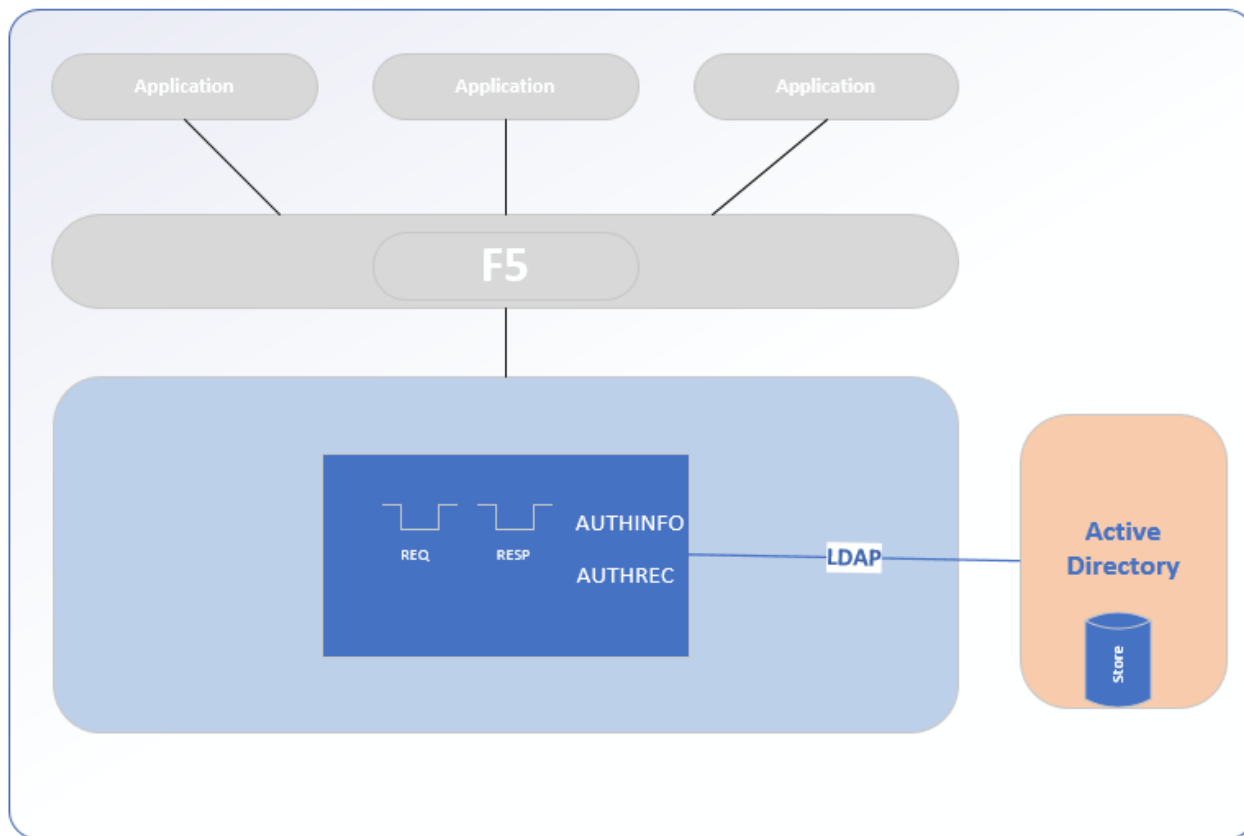 Application
Application
Application
F5
AUTHINFO
REQ
RESP
AUTHREC
LDAP
Active
Directory
Store